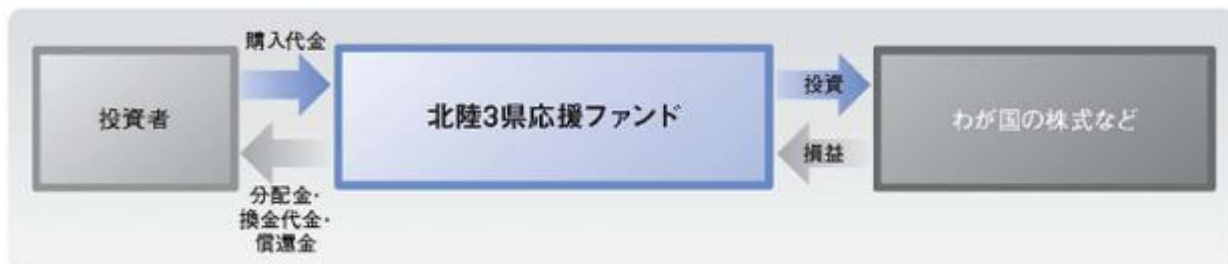 購入代金
投資者
北陸3県応援ファンド
投資
わが国の株式など
損益
分配金・
換金代金・
償還金